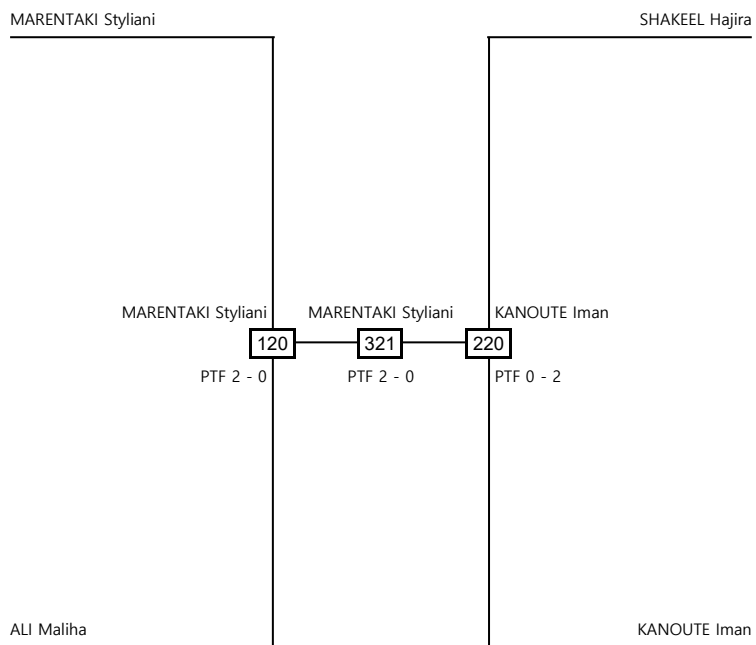 MARENTAKI Styliani
SHAKEEL Hajira
MARENTAKI Styliani
MARENTAKI Styliani
KANOUTE Iman
120
321
220
PTF 2 - 0
PTF 2 - 0
PTF 0 - 2
ALI Maliha
KANOUTE Iman